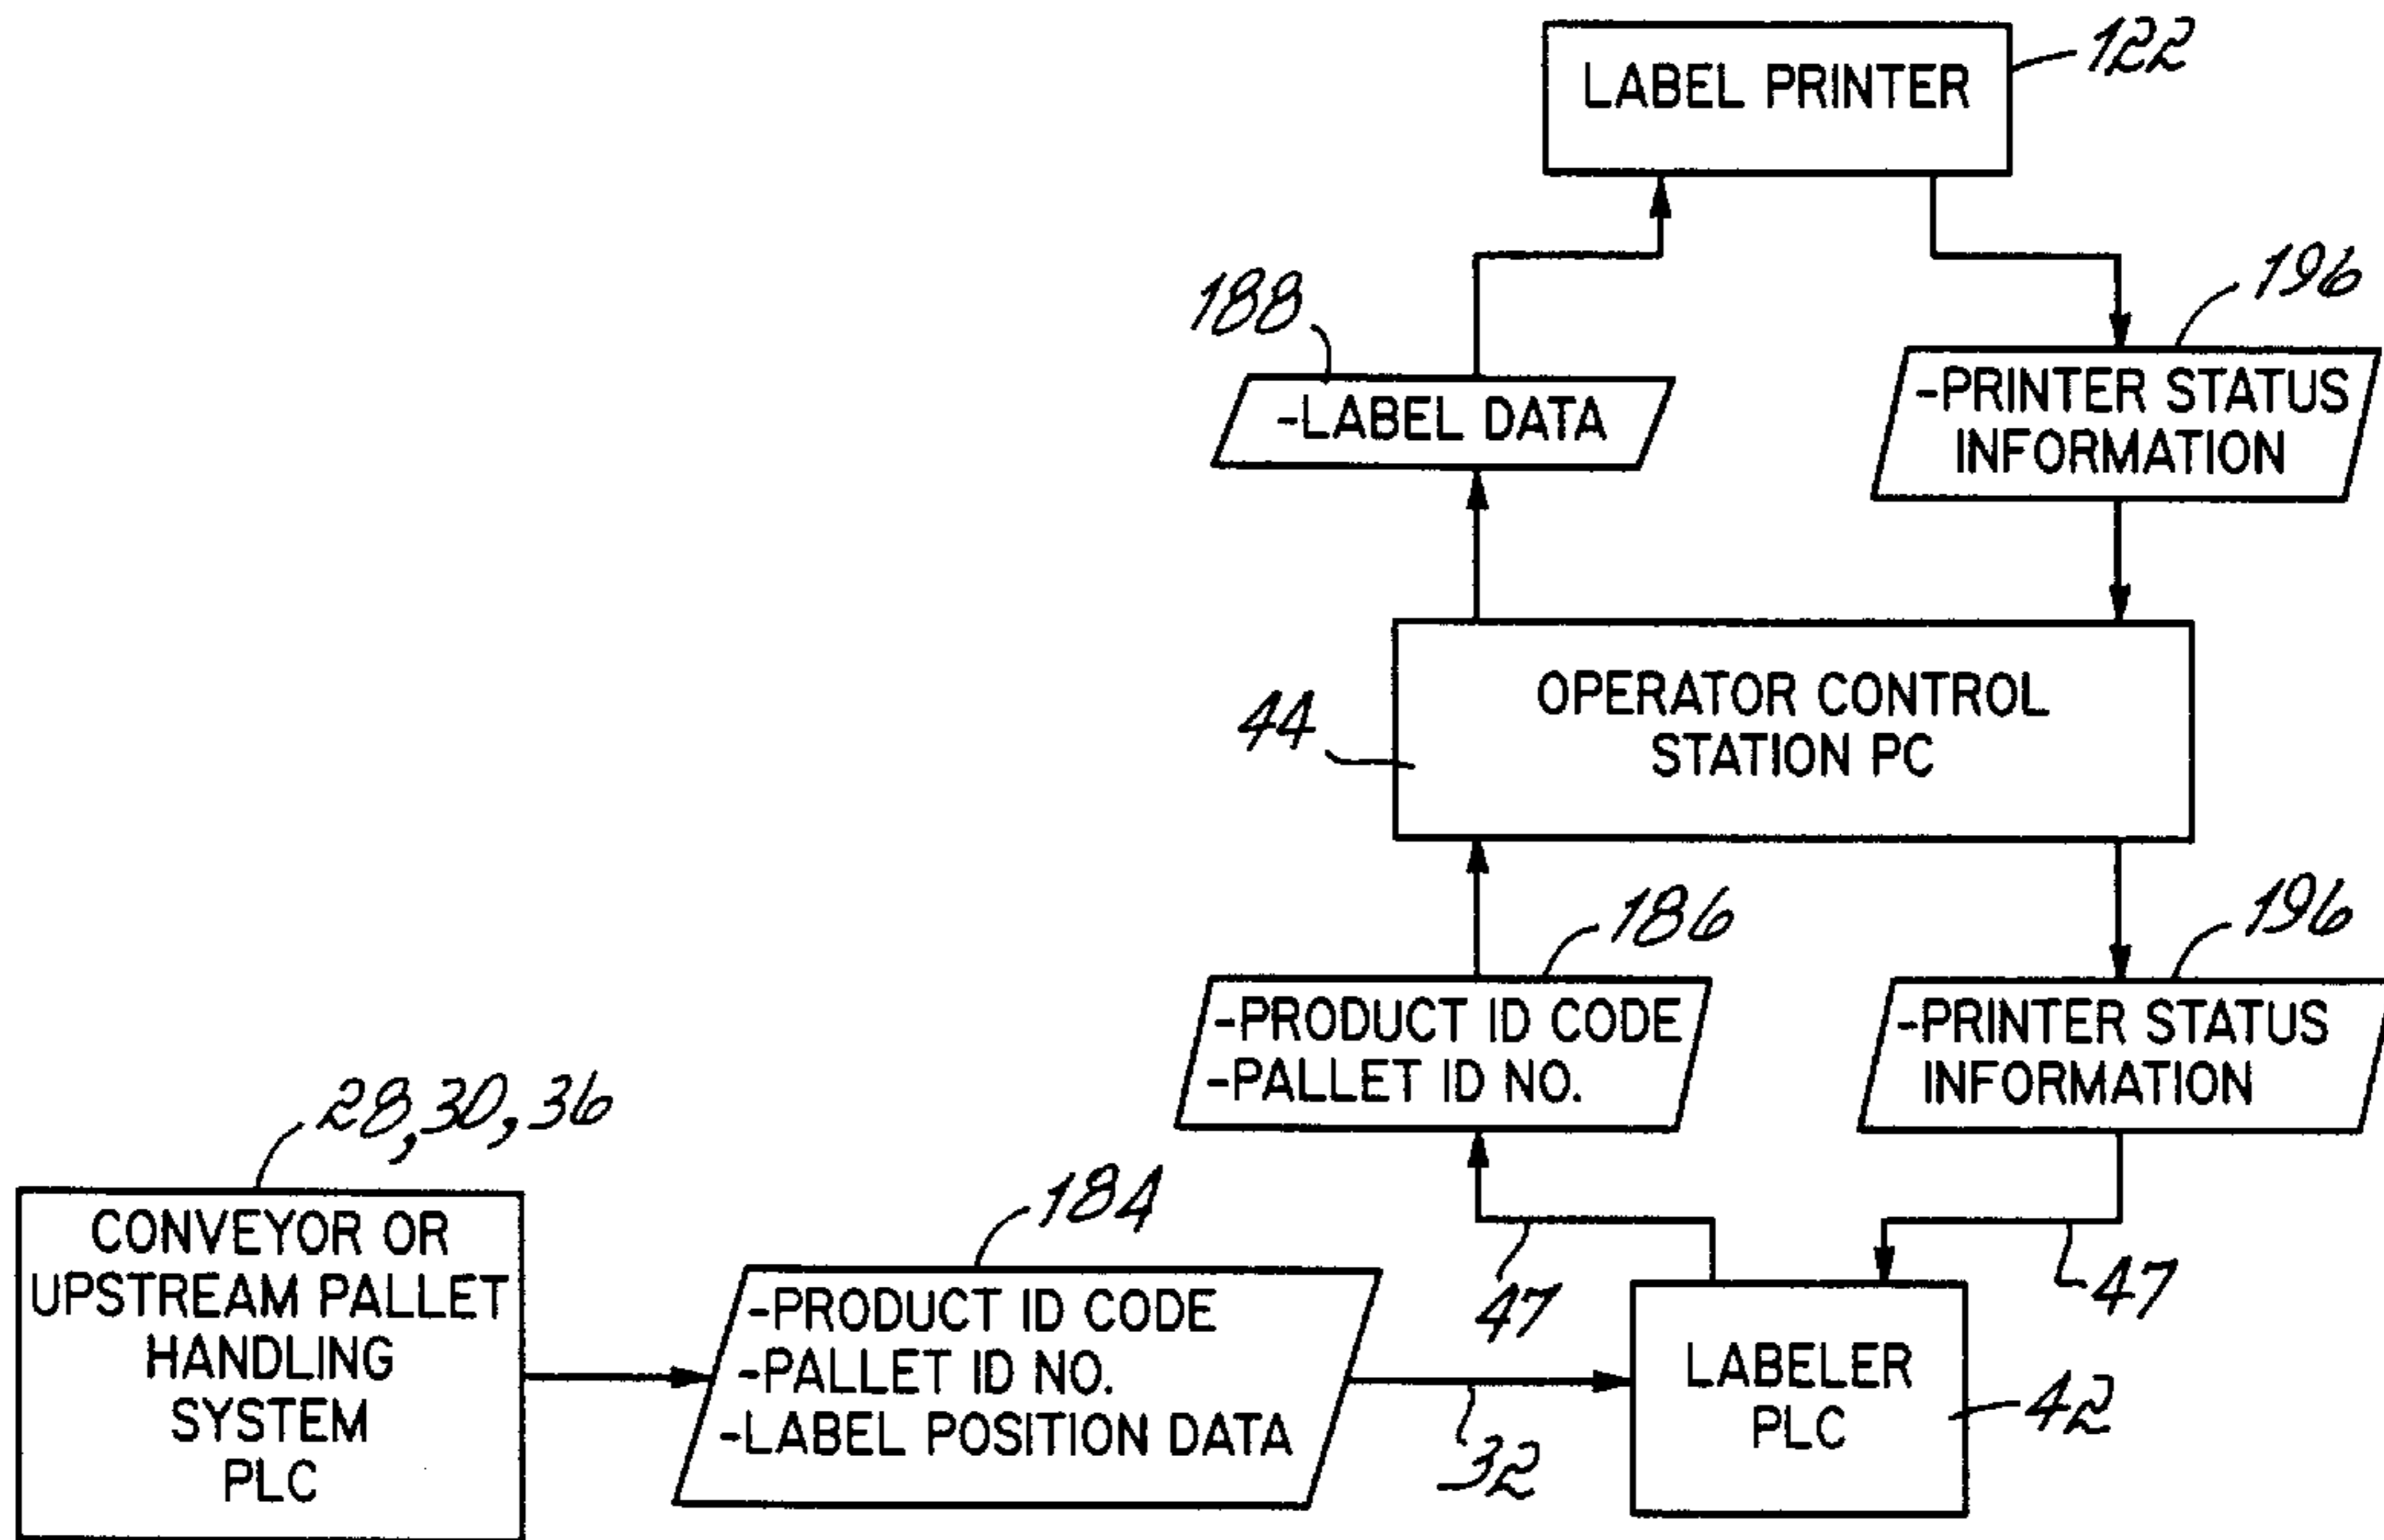 122
LABEL PRINTER
196
188
-PRINTER STATUS
INFORMATION
-LABEL DATA
OPERATOR CONTROL
STATION PC
44
186
196
-PRODUCT ID CODE
-PALLET ID NO.
-PRINTER STATUS
INFORMATION
28,30,36
184
CONVEYOR OR
UPSTREAM PALLET
HANDLING
SYSTEM
PLC
-PRODUCT ID CODE
-PALLET ID NO.
-LABEL POSITION DATA
47
47
32
LABELER
PLC
42